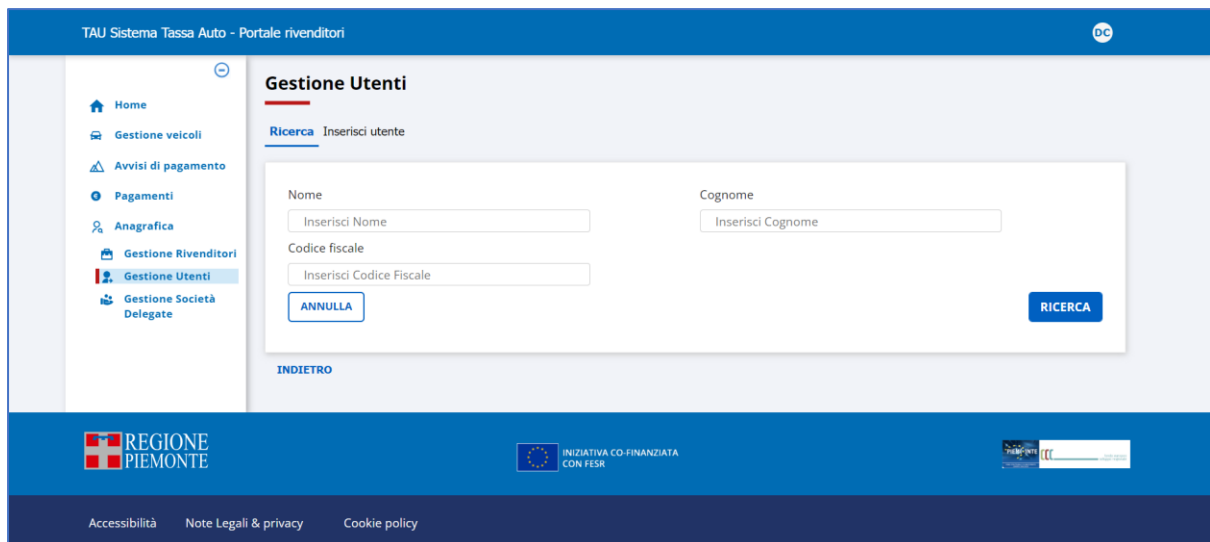 TAU Sistema Tassa Auto - Portale rivenditori
DC
Home
Gestione veicoli
Avvisi di pagamento
Pagamenti
Anagrafica
Gestione Rivenditori
Gestione Utenti
Gestione Società
Delegate
Gestione Utenti
Ricerca Inserisci utente
Nome
Inserisci Nome
Cognome
Inserisci Cognome
Codice fiscale
Inserisci Codice Fiscale
ANNULLA
RICERCA
INDIETRO
REGIONE
PIEMONTE
INIZIATIVA CO-FINANZIATA
CON FESR
PIEMONTE
Accessibilità Note Legali & privacy Cookie policy